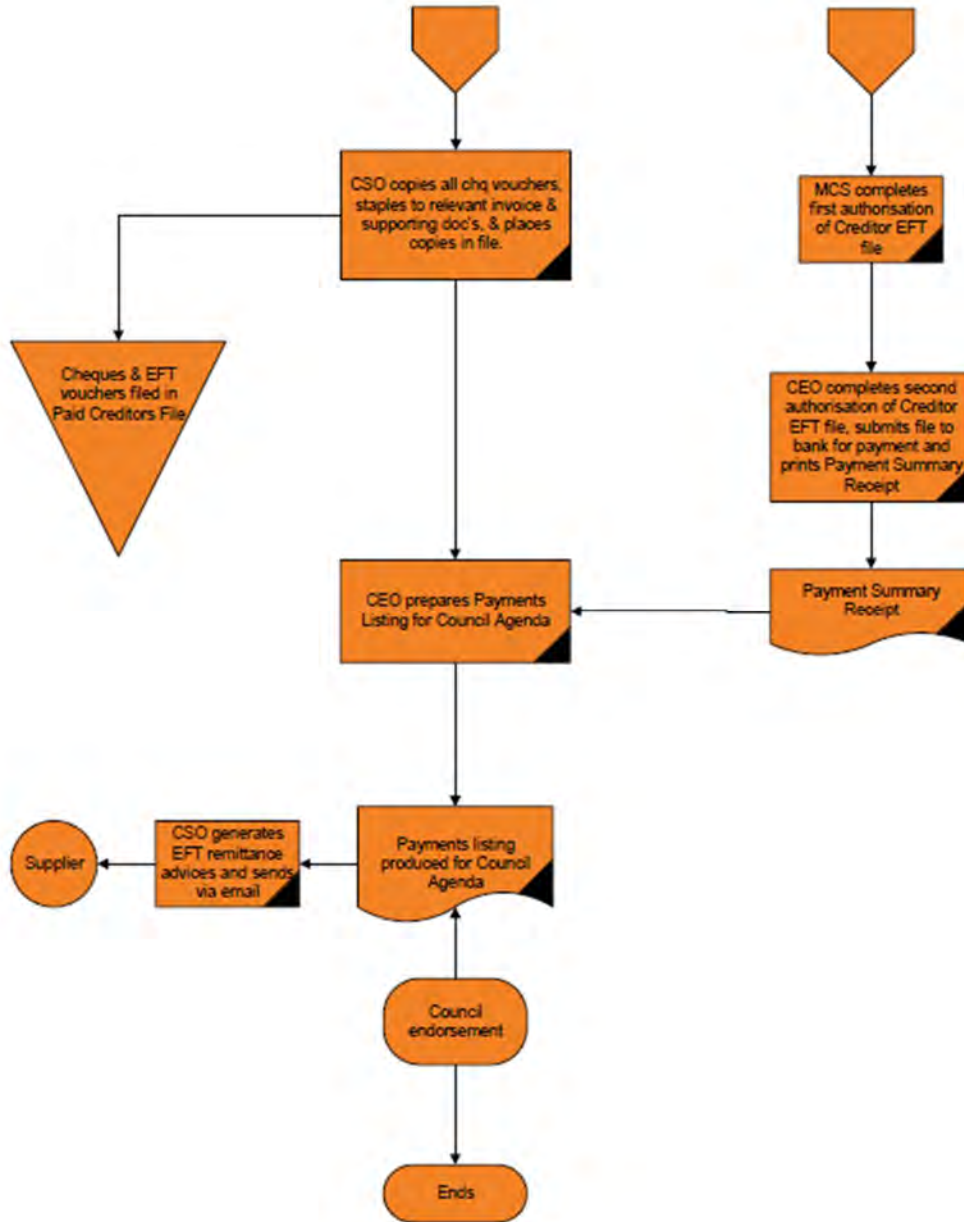 CSO copies all chq vouchers,
staples to relevant invoice &
supporting doc's, & places
copies in file.
MCS completes
first authorisation
of Creditor EFT
file
Cheques & EFT
vouchers filed in
Paid Creditors File
CEO completes second
authorisation of Creditor
EFT file, submits file to
bank for payment and
prints Payment Summary
Receipt
CEO prepares Payments
Listing for Council Agenda
Payment Summary
Receipt
Supplier
CSO generates
EFT remittance
advices and sends
via email
Payments listing
produced for Council
Agenda
Council
endorsement
Ends